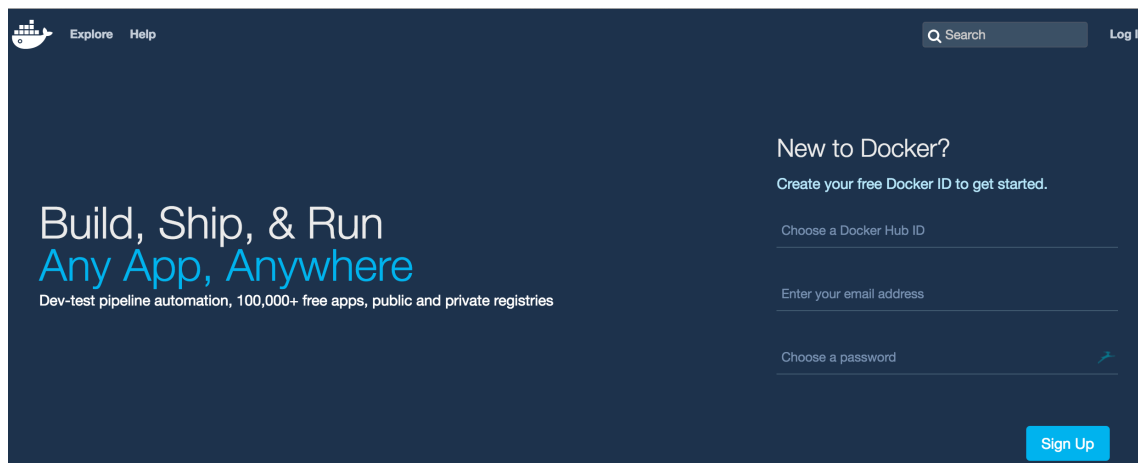 Explore Help
Search
Log I
New to Docker?
Create your free Docker ID to get started.
Build, Ship, & Run
Any App, Anywhere
Dev-test pipeline automation, 100,000+ free apps, public and private registries
Choose a Docker Hub ID
Enter your email address
Choose a password
Sign Up